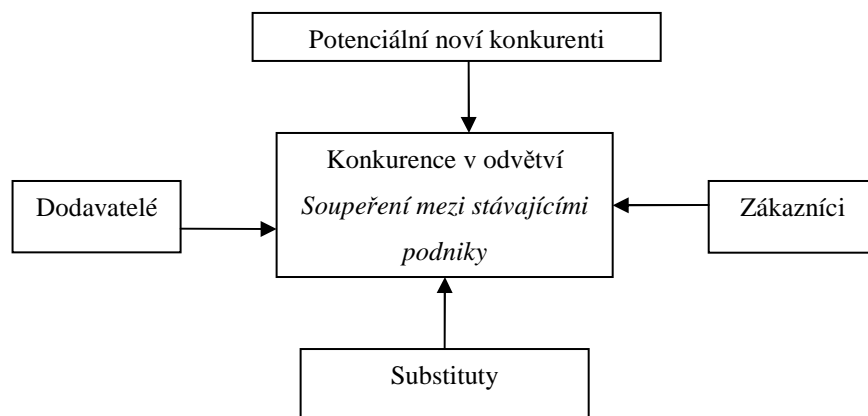 Potenciální noví konkurenti
Konkurence v odvětví
Soupeření mezi stávajícími
podniky
Dodavatelé
Zákazníci
Substituty